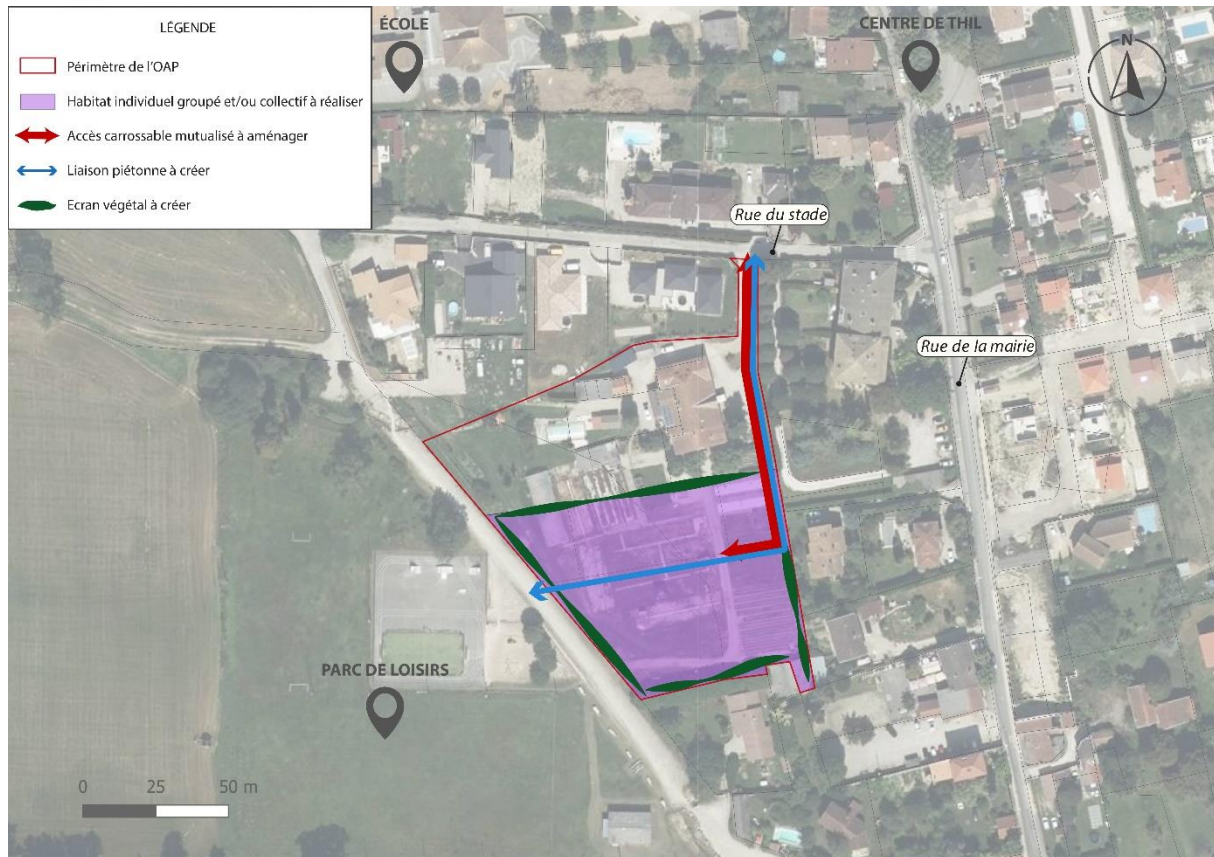 LÉGENDE
Périmètre de l'OAP
Habitat individuel groupé et/ou collectif à réaliser
Accès carrossable mutualisé à aménager
Liaison piétonne à créer
Ecran végétal à créer
ÉCOLE
CENTRE DE THIL
N
Rue du stade
Rue de la mairie
PARC DE LOISIRS
0 25 50 m